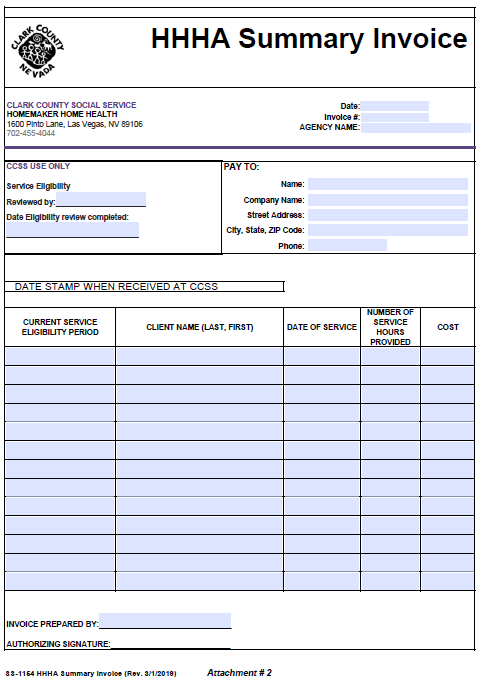 CLARK COUNTY
NEVADA
HHHA Summary Invoice
CLARK COUNTY SOCIAL SERVICE
HOMEMAKER HOME HEALTH
1600 Pinto Lane, Las Vegas, NV 89106
702-455-4044
Date:
Invoice #:
AGENCY NAME:
CCSS USE ONLY
Service Eligibility
Reviewed by:
Date Eligibility review completed:
PAY TO:
Name:
Company Name:
Street Address:
City, State, ZIP Code:
Phone:
DATE STAMP WHEN RECEIVED AT CCSS
CURRENT SERVICE
ELIGIBILITY PERIOD
CLIENT NAME (LAST, FIRST)
DATE OF SERVICE
NUMBER OF
SERVICE
HOURS
PROVIDED
COST
INVOICE PREPARED BY:
AUTHORIZING SIGNATURE:
SS-1154 HHHA Summary Invoice (Rev. 3/1/2019)
Attachment # 2